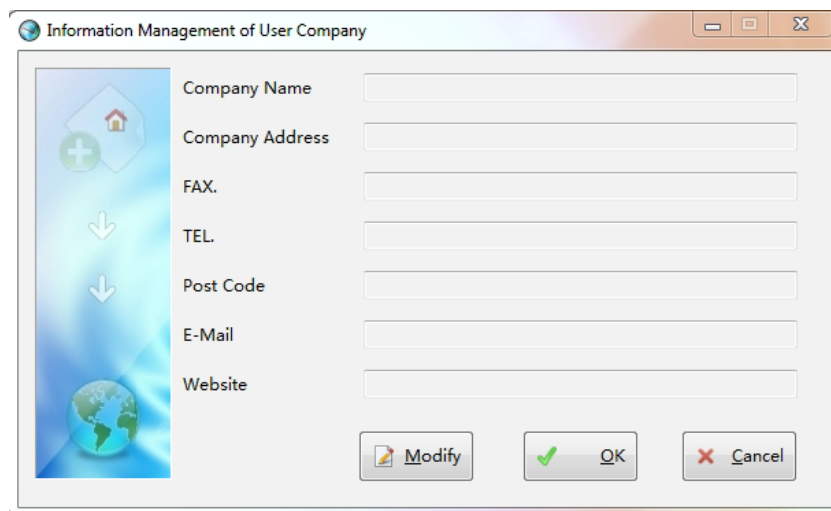 Information Management of User Company
Company Name
Company Address
FAX.
TEL.
Post Code
E-Mail
Website
Modify OK Cancel